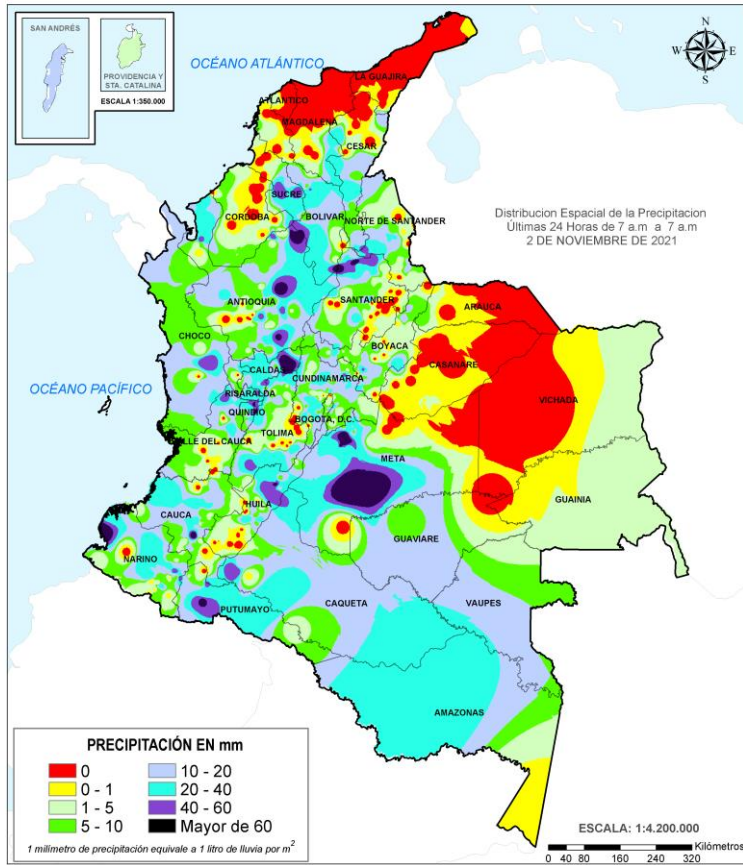 SAN ANDRÉS
PROVIDENCIA Y
STA. CATALINA
ESCALA 1:350.000
OCÉANO ATLÁNTICO
N
W
E
S
LA GUAJIRA
ATLANTICO
MAGDALENA
CESAR
SUCRE
CORDOBA
BOLIVAR
NORTE DE SANTANDER
Distribucion Espacial de la Precipitacion
Últimas 24 Horas de 7 a.m a 7 a.m
2 DE NOVIEMBRE DE 2021
ANTIOQUIA
SANTANDER
ARAUCA
CHOCO
BOYACA
CASANARE
OCÉANO PACÍFICO
CALDAS
CUNDINAMARCA
RISARALDA
VICHADA
QUINDIO
BOGOTA, D.C.
TOLIMA
VALLE DEL CAUCA
META
GUAINIA
HUILA
CAUCA
GUAVIARE
NARINO
PUTUMAYO
CAQUETA
VAUPES
AMAZONAS
PRECIPITACIÓN EN mm
0
10 - 20
0 - 1
20 - 40
1 - 5
40 - 60
5 - 10
Mayor de 60
1 milímetro de precipitación equivale a 1 litro de lluvia por m²
ESCALA: 1:4.200.000
Kilómetros
0 40 80 160 240 320